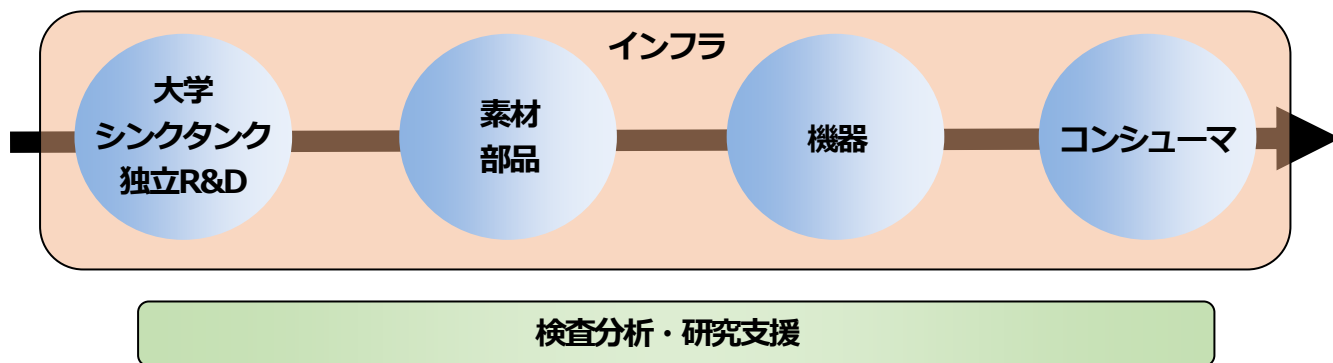 インフラ
大学
シンクタンク
独立R&D
素材
部品
機器
コンシューマ
検査分析・研究支援